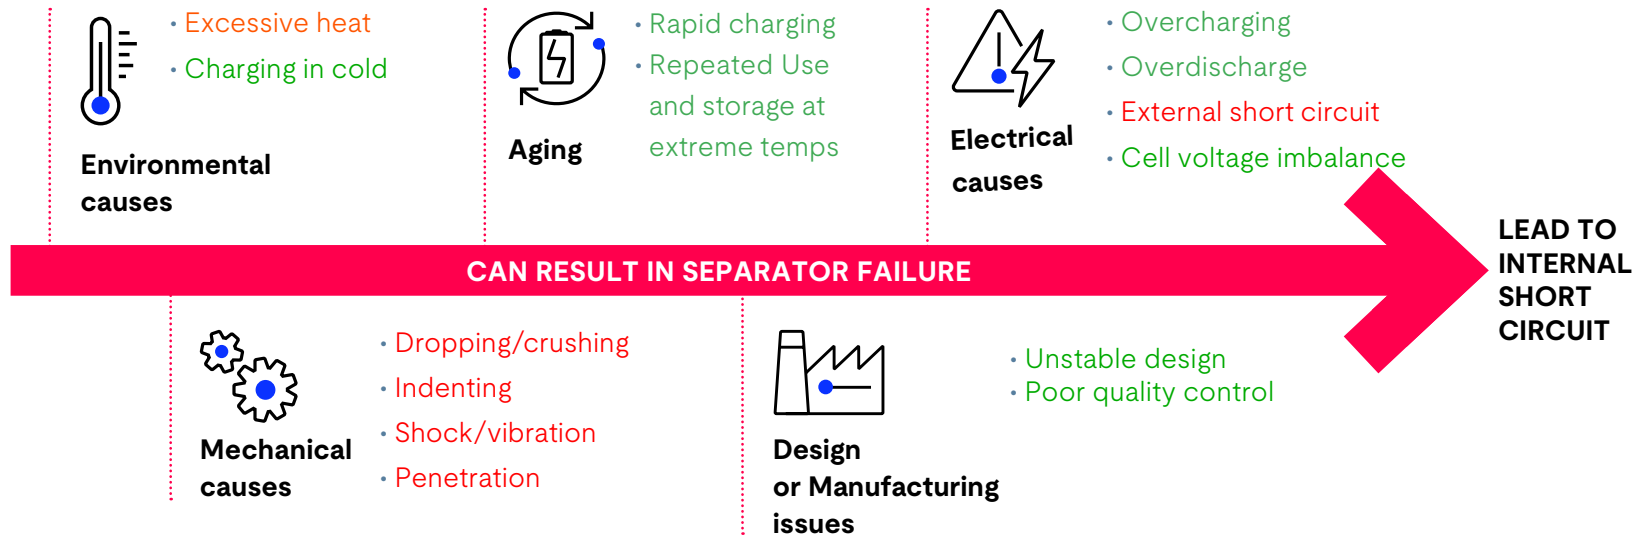 • Excessive heat
• Charging in cold
Environmental
causes
• Rapid charging
• Repeated Use
and storage at
extreme temps
Aging
• Overcharging
• Overdischarge
• External short circuit
• Cell voltage imbalance
Electrical
causes
CAN RESULT IN SEPARATOR FAILURE
LEAD TO
INTERNAL
SHORT
CIRCUIT
• Dropping/crushing
• Indenting
• Shock/vibration
• Penetration
Mechanical
causes
• Unstable design
• Poor quality control
Design
or Manufacturing
issues